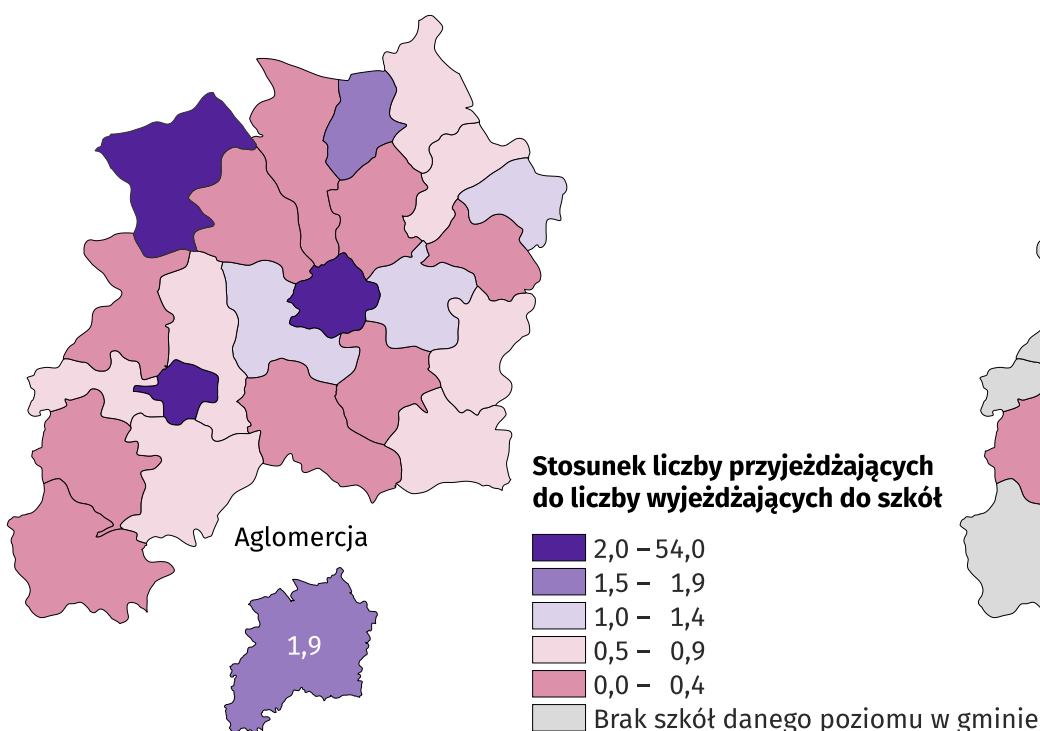 Stosunek liczby przyjeżdżających
do liczby wyjeżdżających do szkół
Aglomercja
2,0 – 54,0
1,5 – 1,9
1,0 – 1,4
1,9
0,5 – 0,9
0,0 – 0,4
Brak szkół danego poziomu w gminie